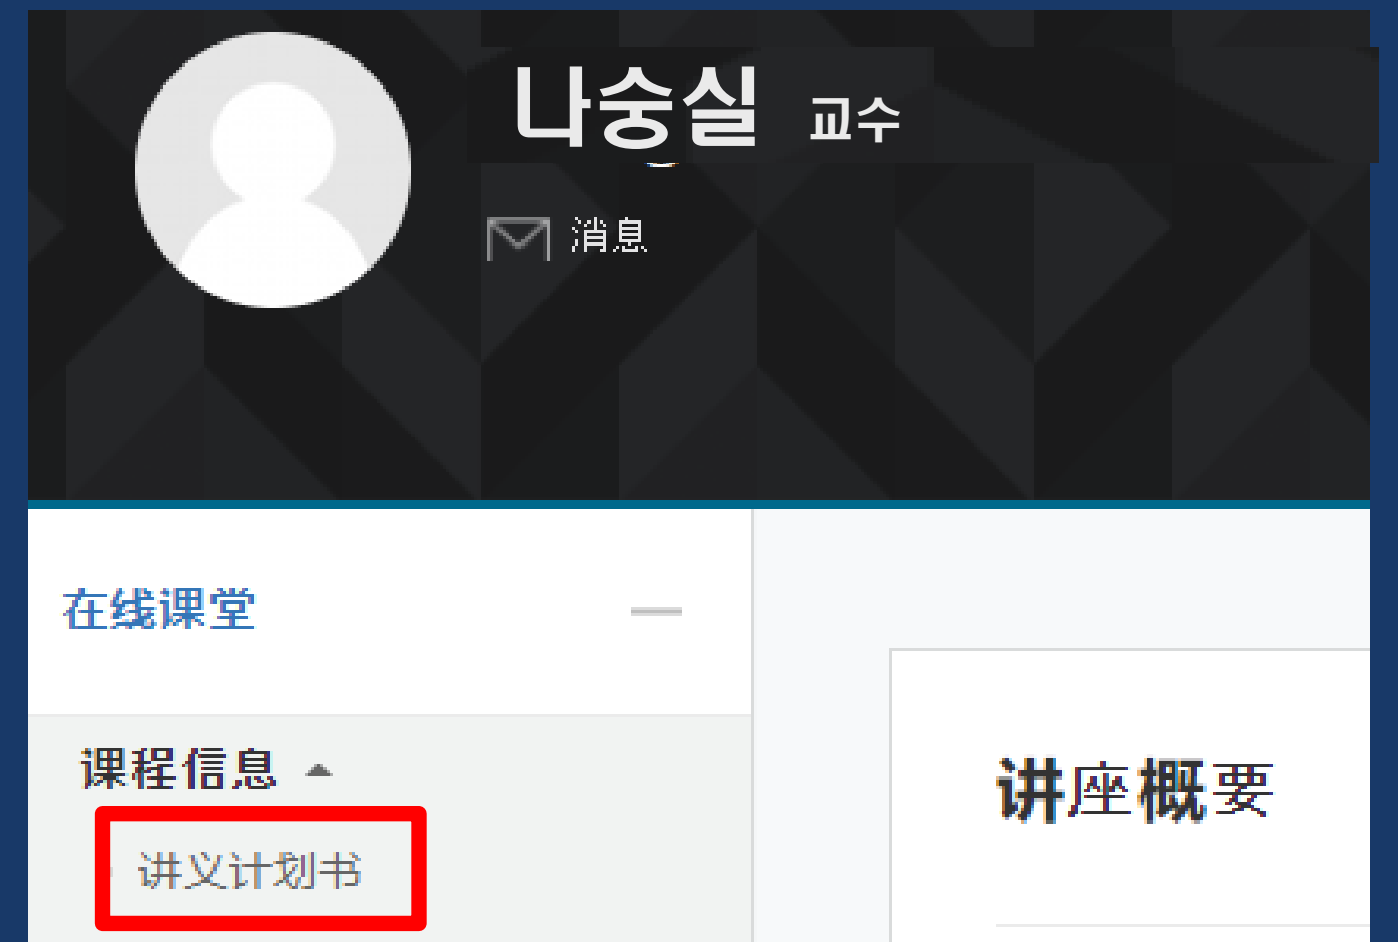 나숭실 교수
消息
在线课堂
课程信息
讲义计划书
讲座概要